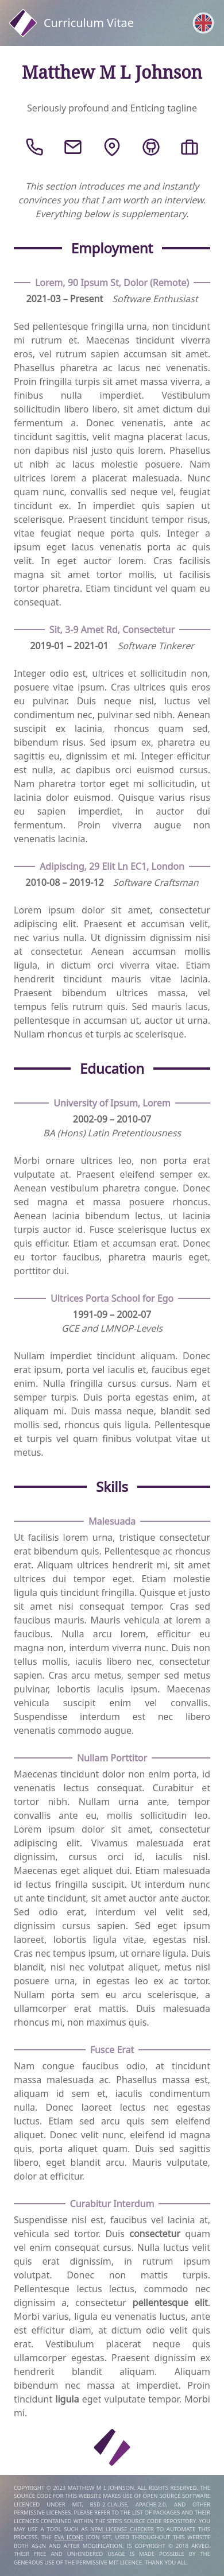 Curriculum Vitae
Matthew M L Johnson
Seriously profound and Enticing tagline
This section introduces me and instantly
convinces you that I am worth an interview.
Everything below is supplementary.
Employment
Lorem, 90 Ipsum St, Dolor (Remote)
2021-03 – Present Software Enthusiast
Sed pellentesque fringilla urna, non tincidunt
mi rutrum et. Maecenas tincidunt viverra
eros, vel rutrum sapien accumsan sit amet.
Phasellus pharetra ac lacus nec venenatis.
Proin fringilla turpis sit amet massa viverra, a
finibus nulla imperdiet. Vestibulum
sollicitudin libero libero, sit amet dictum dui
fermentum a. Donec venenatis, ante ac
tincidunt sagittis, velit magna placerat lacus,
non dapibus nisl justo quis lorem. Phasellus
ut nibh ac lacus molestie posuere. Nam
ultrices lorem a placerat malesuada. Nunc
quam nunc, convallis sed neque vel, feugiat
tincidunt ex. In imperdiet quis sapien ut
scelerisque. Praesent tincidunt tempor risus,
vitae feugiat neque porta quis. Integer a
ipsum eget lacus venenatis porta ac quis
velit. In eget auctor lorem. Cras facilisis
magna sit amet tortor mollis, ut facilisis
tortor pharetra. Etiam tincidunt vel quam eu
consequat.
Sit, 3-9 Amet Rd, Consectetur
2019-01 – 2021-01 Software Tinkerer
Integer odio est, ultrices et sollicitudin non,
posuere vitae ipsum. Cras ultrices quis eros
eu pulvinar. Duis neque nisl, luctus vel
condimentum nec, pulvinar sed nibh. Aenean
suscipit ex lacinia, rhoncus quam sed,
bibendum risus. Sed ipsum ex, pharetra eu
sagittis eu, dignissim et mi. Integer efficitur
est nulla, ac dapibus orci euismod cursus.
Nam pharetra tortor eget mi sollicitudin, ut
lacinia dolor euismod. Quisque varius risus
eu sapien imperdiet, in auctor dui
fermentum. Proin viverra augue non
venenatis lacinia.
Adipiscing, 29 Elit Ln EC1, London
2010-08 – 2019-12 Software Craftsman
Lorem ipsum dolor sit amet, consectetur
adipiscing elit. Praesent et accumsan velit,
nec varius nulla. Ut dignissim dignissim nisi
at consectetur. Aenean accumsan mollis
ligula, in dictum orci viverra vitae. Etiam
hendrerit tincidunt mauris vitae lacinia.
Praesent bibendum ultrices massa, vel
tempus felis rutrum quis. Sed mauris lacus,
pellentesque in accumsan ut, auctor ut urna.
Nullam rhoncus et turpis ac scelerisque.
Education
University of Ipsum, Lorem
2002-09 – 2010-07
BA (Hons) Latin Pretentiousness
Morbi ornare ultrices leo, non porta erat
vulputate at. Praesent eleifend semper ex.
Aenean vestibulum pharetra congue. Donec
sed magna et massa posuere rhoncus.
Aenean lacinia bibendum lectus, ut lacinia
turpis auctor id. Fusce scelerisque luctus ex
quis efficitur. Etiam et accumsan erat. Donec
eu tortor faucibus, pharetra mauris eget,
porttitor dui.
Ultrices Porta School for Ego
1991-09 – 2002-07
GCE and LMNOP-Levels
Nullam imperdiet tincidunt aliquam. Donec
erat ipsum, porta vel iaculis et, faucibus eget
enim. Nulla fringilla cursus cursus. Nam et
semper turpis. Duis porta egestas enim, at
aliquam mi. Duis massa neque, blandit sed
mollis sed, rhoncus quis ligula. Pellentesque
et turpis vel quam finibus volutpat vitae ut
metus.
Skills
Malesuada
Ut facilisis lorem urna, tristique consectetur
erat bibendum quis. Pellentesque ac rhoncus
erat. Aliquam ultrices hendrerit mi, sit amet
ultrices dui tempor eget. Etiam molestie
ligula quis tincidunt fringilla. Quisque et justo
sit amet nisi consequat tempor. Cras sed
faucibus mauris. Mauris vehicula at lorem a
faucibus. Nulla arcu lorem, efficitur eu
magna non, interdum viverra nunc. Duis non
tellus mollis, iaculis libero nec, consectetur
sapien. Cras arcu metus, semper sed metus
pulvinar, lobortis iaculis ipsum. Maecenas
vehicula suscipit enim vel convallis.
Suspendisse interdum est nec libero
venenatis commodo augue.
Nullam Porttitor
Maecenas tincidunt dolor non enim porta, id
venenatis lectus consequat. Curabitur et
tortor nibh. Nullam urna ante, tempor
convallis ante eu, mollis sollicitudin leo.
Lorem ipsum dolor sit amet, consectetur
adipiscing elit. Vivamus malesuada erat
dignissim, cursus orci id, iaculis nisl.
Maecenas eget aliquet dui. Etiam malesuada
id lectus fringilla suscipit. Ut interdum nunc
ut ante tincidunt, sit amet auctor ante auctor.
Sed odio erat, interdum vel velit sed,
dignissim cursus sapien. Sed eget ipsum
laoreet, lobortis ligula vitae, egestas nisl.
Cras nec tempus ipsum, ut ornare ligula. Duis
blandit, nisl nec volutpat aliquet, metus nisl
posuere urna, in egestas leo ex ac tortor.
Nullam porta sem eu arcu scelerisque, a
ullamcorper erat mattis. Duis malesuada
rhoncus mi, non maximus quis.
Fusce Erat
Nam congue faucibus odio, at tincidunt
massa malesuada ac. Phasellus massa est,
aliquam id sem et, iaculis condimentum
nulla. Donec laoreet lectus nec egestas
luctus. Etiam sed arcu quis sem eleifend
aliquet. Donec velit nunc, eleifend id magna
quis, porta aliquet quam. Duis sed sagittis
libero, eget blandit arcu. Mauris vulputate,
dolor at efficitur.
Curabitur Interdum
Suspendisse nisl est, faucibus vel lacinia at,
vehicula sed tortor. Duis consectetur quam
vel enim consequat cursus. Nulla luctus velit
quis erat dignissim, in rutrum ipsum
volutpat. Donec non mattis turpis.
Pellentesque lectus lectus, commodo nec
dignissim a, consectetur pellentesque elit.
Morbi varius, ligula eu venenatis luctus, ante
est efficitur diam, at dictum odio velit quis
erat. Vestibulum placerat neque quis
ullamcorper egestas. Praesent dignissim ex
hendrerit blandit aliquam. Aliquam
bibendum nec massa at imperdiet. Proin
tincidunt ligula eget vulputate tempor. Morbi
mi.
COPYRIGHT © 2023 MATTHEW M L JOHNSON. ALL RIGHTS RESERVED. THE
SOURCE CODE FOR THIS WEBSITE MAKES USE OF OPEN SOURCE SOFTWARE
LICENCED UNDER MIT, BSD-2-CLAUSE, APACHE-2.0, AND OTHER
PERMISSIVE LICENSES. PLEASE REFER TO THE LIST OF PACKAGES AND THEIR
LICENCES CONTAINED WITHIN THE SITE'S SOURCE CODE REPOSITORY. YOU
MAY USE A TOOL SUCH AS NPM LICENSE CHECKER TO AUTOMATE THIS
PROCESS. THE EVA ICONS ICON SET, USED THROUGHOUT THIS WEBSITE
BOTH AS-IN AND AFTER MODIFICATION, IS COPYRIGHT © 2018 AKVEO.
THEIR FREE AND UNHINDERED USAGE IS MADE POSSIBLE BY THE
GENEROUS USE OF THE PERMISSIVE MIT LICENCE. THANK YOU ALL.